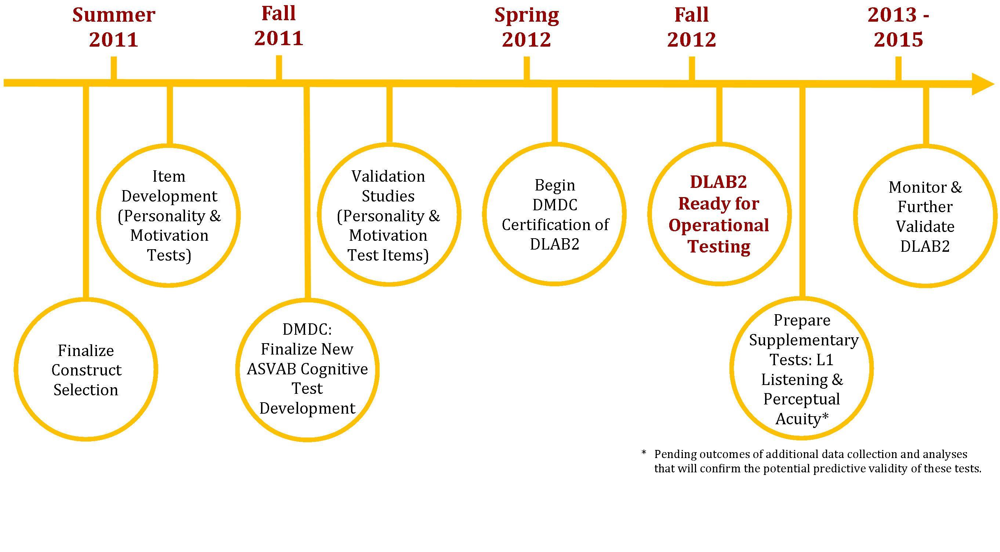 Summer
2011
Fall
2011
Spring
2012
Fall
2012
2013 -
2015
Item
Development
(Personality &
Motivation
Tests)
Validation
Studies
(Personality &
Motivation
Test Items)
Begin
DMDC
Certification of
DLAB2
DLAB2
Ready for
Operational
Testing
Monitor &
Further
Validate
DLAB2
Finalize
Construct
Selection
DMDC:
Finalize New
ASVAB Cognitive
Test
Development
Prepare
Supplementary
Tests: L1
Listening &
Perceptual
Acuity*
* Pending outcomes of additional data collection and analyses
that will confirm the potential predictive validity of these tests.